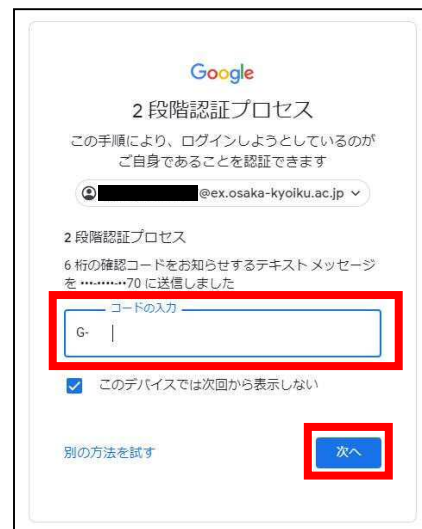 Google
2 段階認証プロセス
この手順により、ログインしようとしているのが
ご自身であることを認証できます
@ex.osaka-kyoiku.ac.jp
2 段階認証プロセス
6 桁の確認コードをお知らせするテキスト メッセージ
を •••-••••-••70 に送信しました
コードの入力
G-
このデバイスでは次回から表示しない
別の方法を試す
次へ